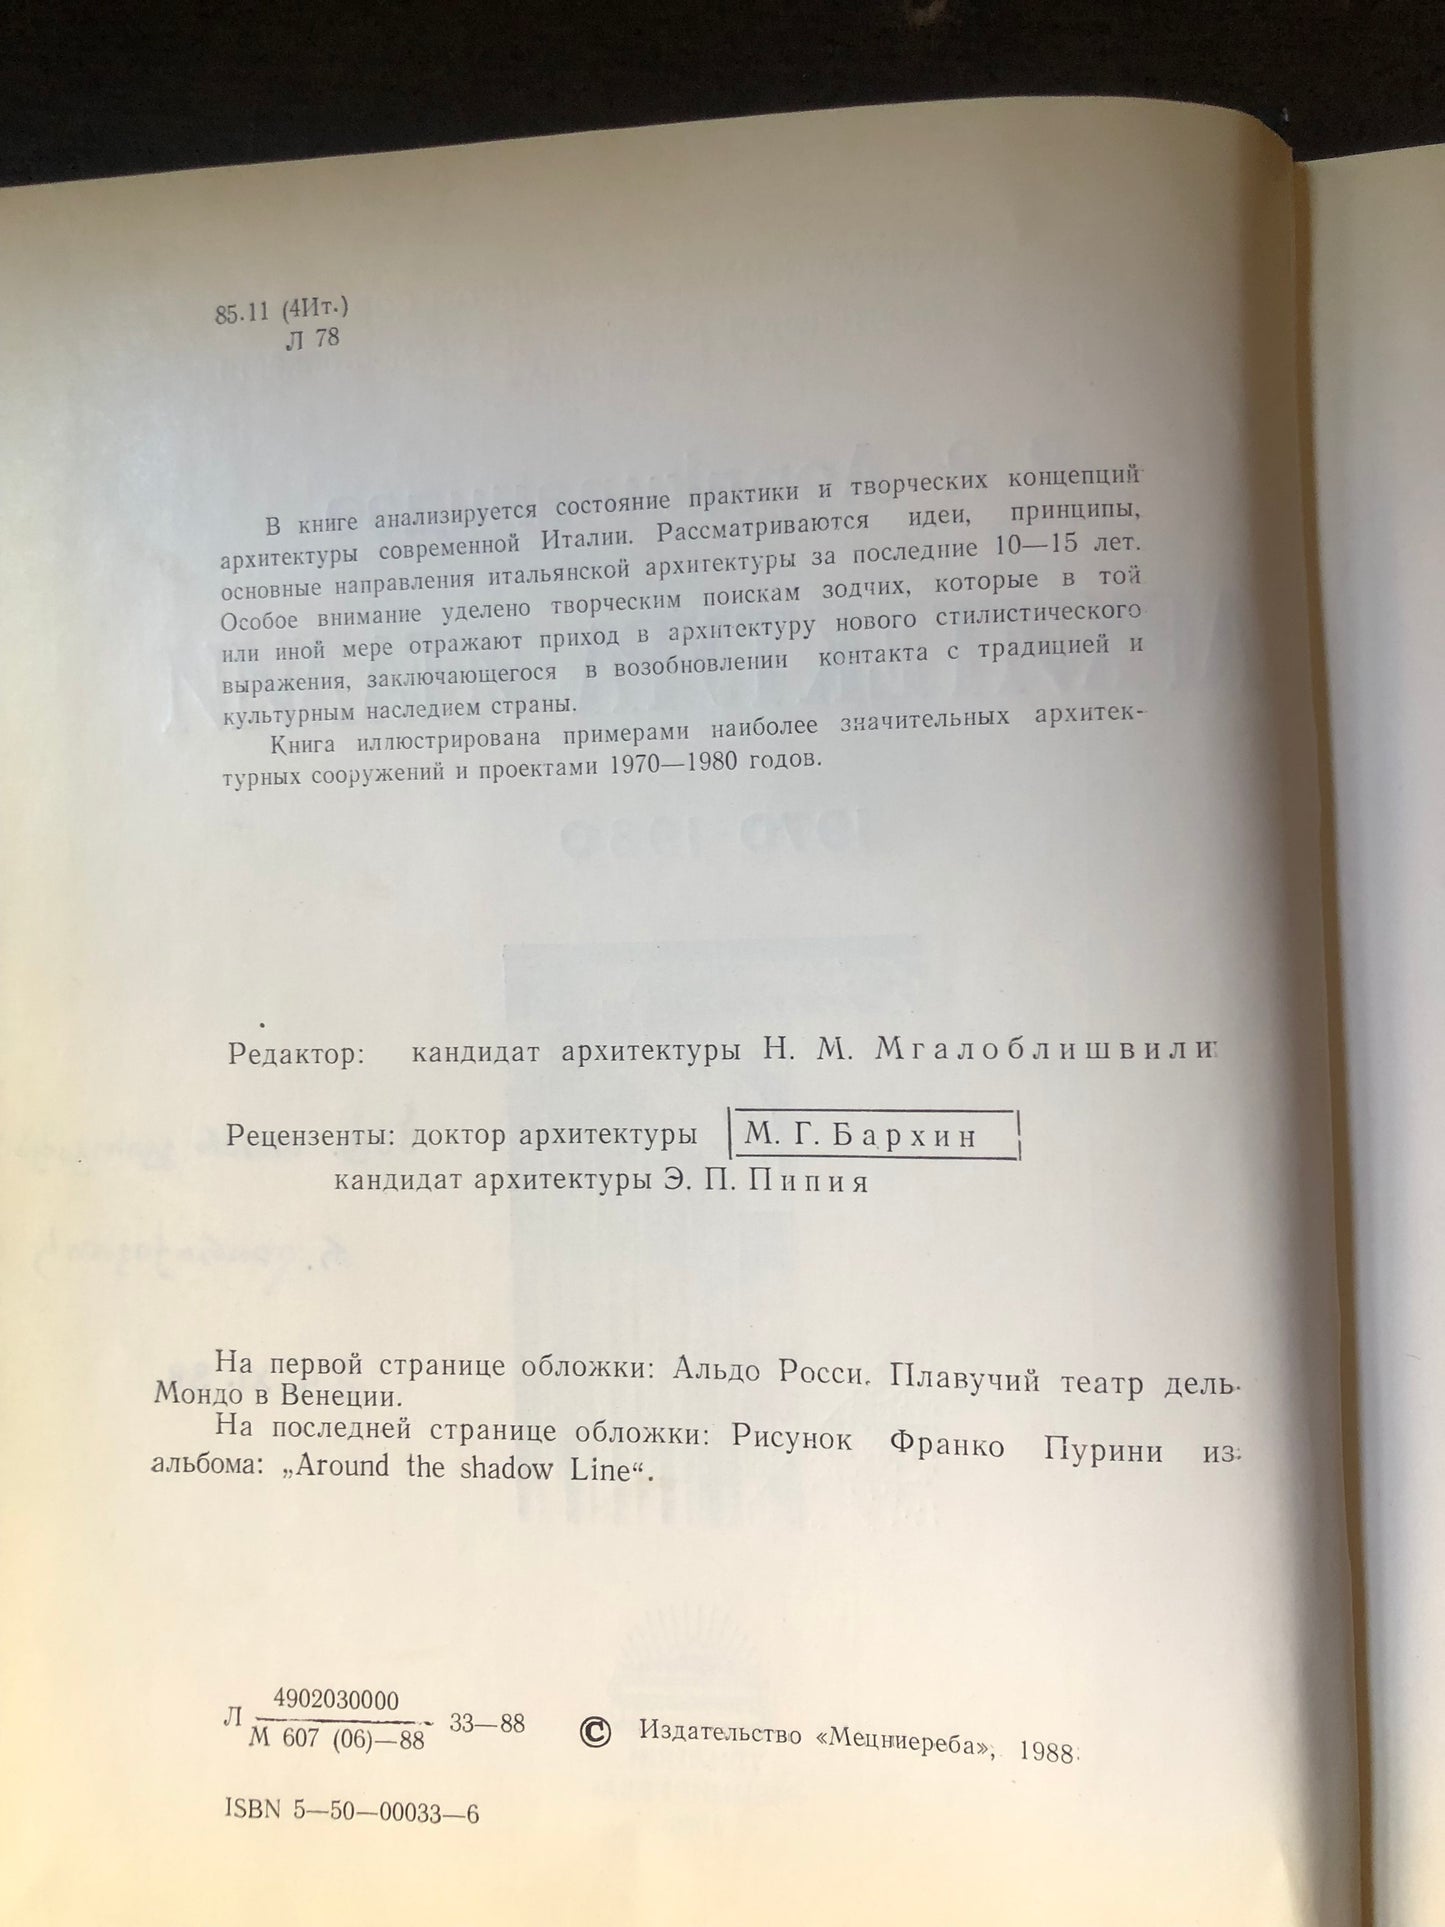 85.11 (4Ит.)
Л 78
В книге анализируется состояние практики и творческих концепций
архитектуры современной Италии. Рассматриваются идеи, принципы,
основные направления итальянской архитектуры за последние 10—15 лет.
Особое внимание уделено творческим поискам зодчих, которые в той
или иной мере отражают приход в архитектуру нового стилистического
выражения, заключающегося в возобновлении контакта с традицией и
культурным наследием страны.
Книга иллюстрирована примерами наиболее значительных архитек-
турных сооружений и проектами 1970—1980 годов.
1970-1980
Редактор: кандидат архитектуры Н. М. Мгалоблишвили
Рецензенты: доктор архитектуры М. Г. Бархин
кандидат архитектуры Э. П. Пипия
На первой странице обложки: Альдо Росси. Плавучий театр дель
Мондо в Венеции.
На последней странице обложки: Рисунок Франко Пурини из
альбома: „Around the shadow Line“.
Л 4902030000
М 607 (06)—88 33—88 © Издательство «Мецниереба», 1988
ISBN 5—50—00033—6